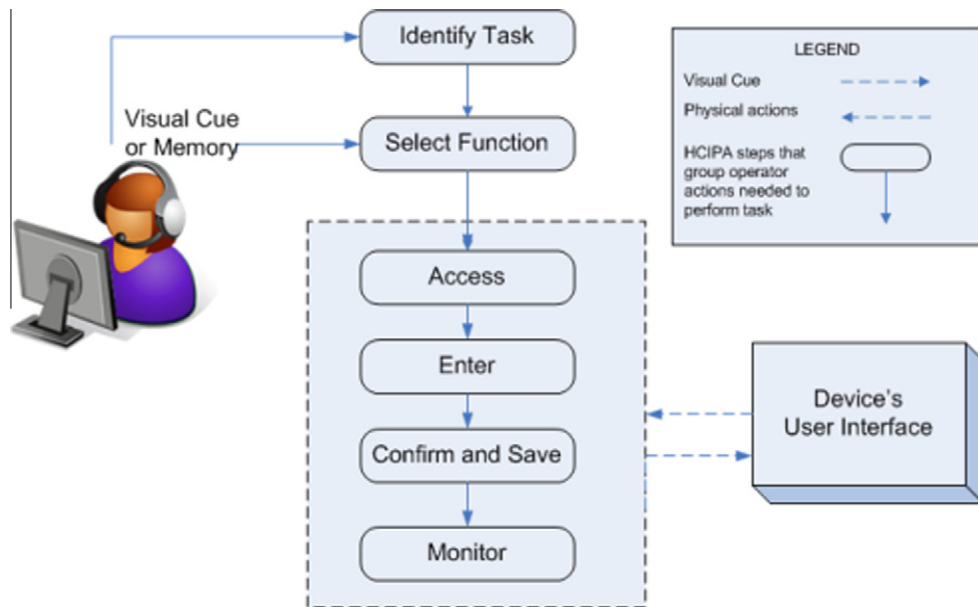 Identify Task
Visual Cue
or Memory
Select Function
Access
Enter
Confirm and Save
Monitor
LEGEND
Visual Cue
Physical actions
HCIPA steps that
group operator
actions needed to
perform task
Device's
User Interface